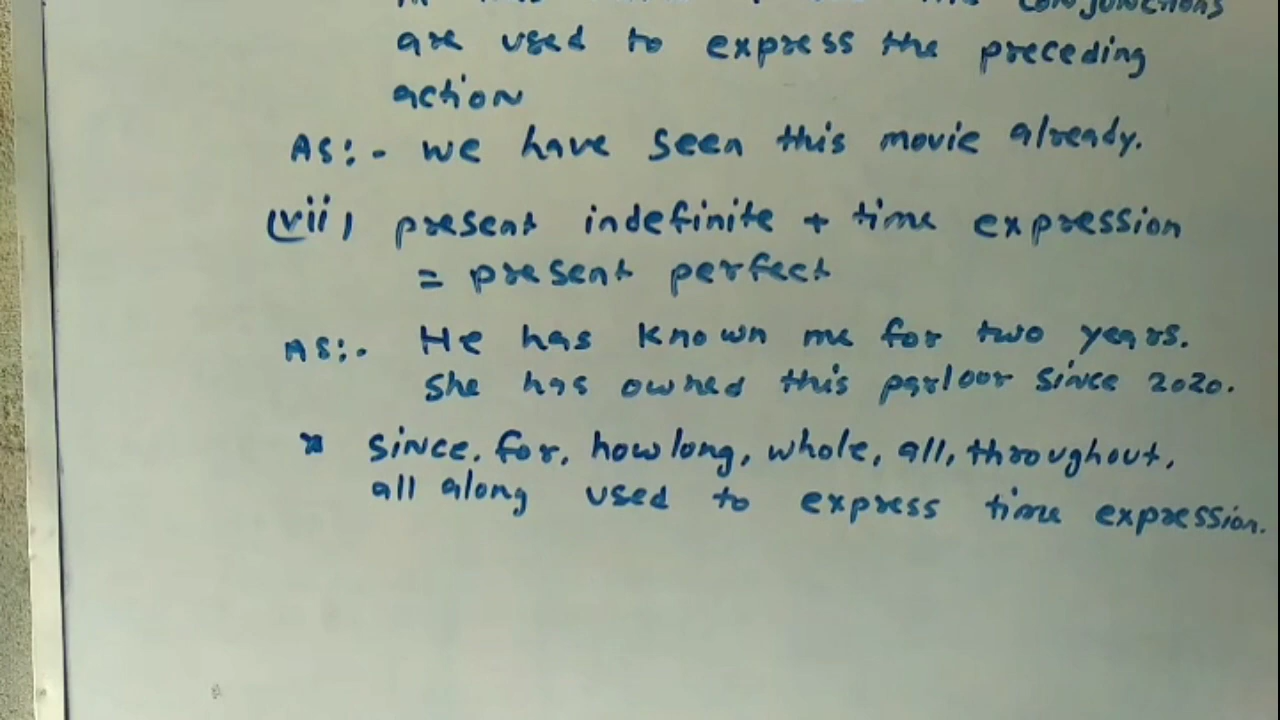 conjunctions
are used to express the preceding
action
AS:- we have seen this movie already.
(vii) present indefinite + time expression
= present perfect
AS:- He has known me for two years.
She has owned this parloor since 2020.
* since, for, how long, whole, all, throughout,
all along used to express time expression.